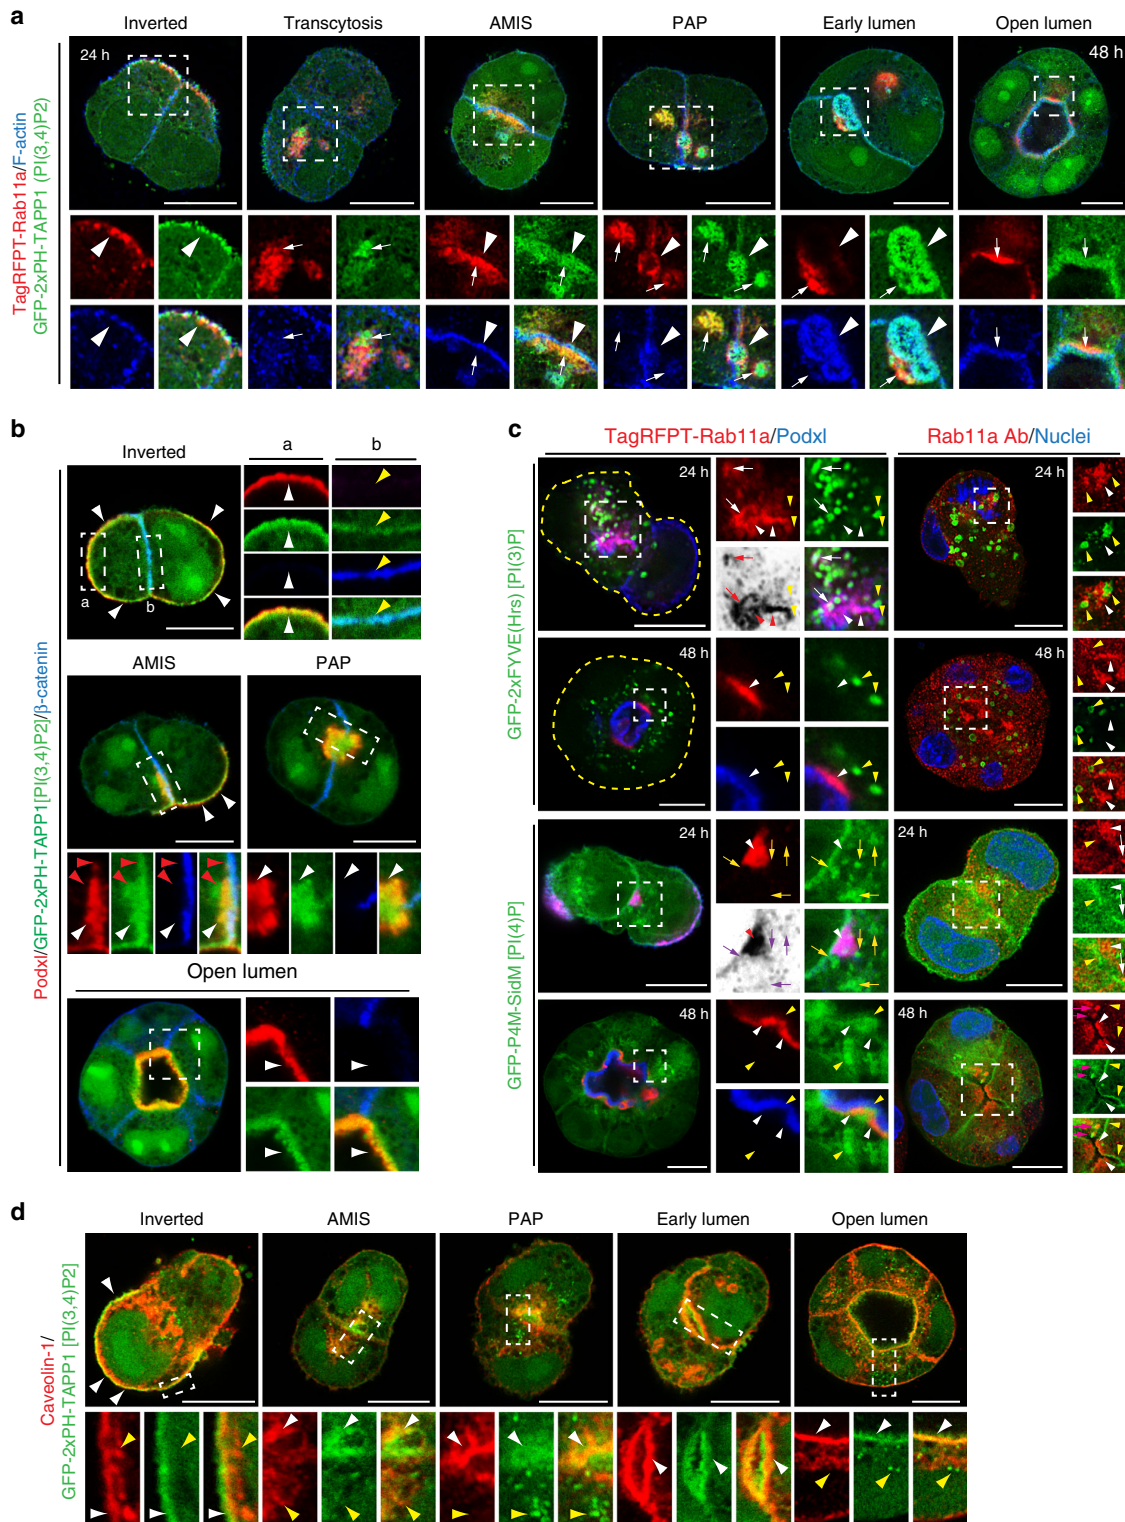 a
Inverted
Transcytosis
AMIS
PAP
Early lumen
Open lumen
TagRFPT-Rab11a/F-actin
GFP-2xPH-TAPP1 (PI(3,4)P2)
24 h
48 h
b
Inverted
a
b
a
b
Podxl/GFP-2xPH-TAPP1[PI(3,4)P2]/β-catenin
AMIS
PAP
Open lumen
c
TagRFPT-Rab11a/Podxl
Rab11a Ab/Nuclei
GFP-2xFYVE(Hrs) [PI(3)P]
24 h
24 h
48 h
48 h
GFP-P4M-SidM [PI(4)P]
24 h
24 h
48 h
48 h
d
Inverted
AMIS
PAP
Early lumen
Open lumen
Caveolin-1/
GFP-2xPH-TAPP1 [PI(3,4)P2]